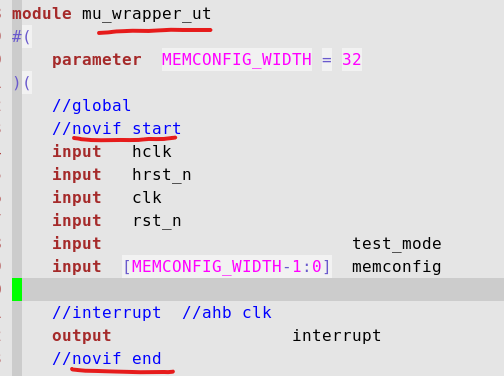 module mu_wrapper_ut
#(
parameter MEMCONFIG_WIDTH = 32
)(
//global
//novif start
input hclk
input hrst_n
input clk
input rst_n
input test_mode
input [MEMCONFIG_WIDTH-1:0] memconfig
//interrupt //ahb clk
output interrupt
//novif end